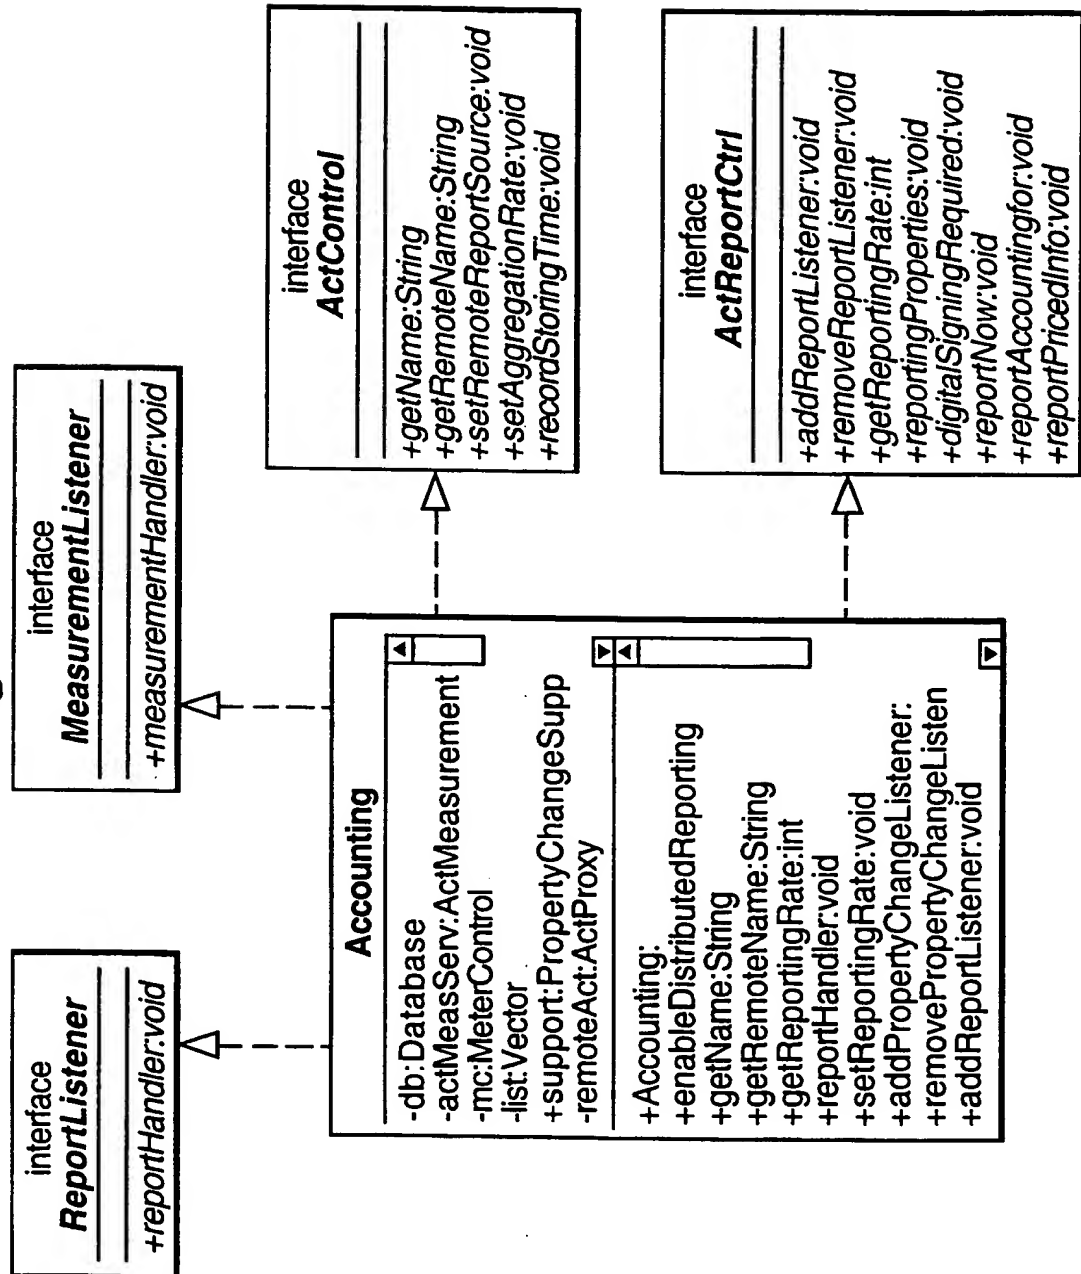 interface
ReportListener
+reportHandler:void
interface
MeasurementListener
+measurementHandler:void
Accounting
-db:Database
-actMeasServ:ActMeasurement
-mc:MeterControl
-list:Vector
+support:PropertyChangeSupp
-remoteAct:ActProxy
+Accounting:
+enableDistributedReporting
+getName:String
+getRemoteName:String
+getReportingRate:int
+reportHandler:void
+setReportingRate:void
+addPropertyChangeListener:
+removePropertyChangeListen
+addReportListener:void
interface
ActControl
+getName:String
+getRemoteName:String
+setRemoteReportSource:void
+setAggregationRate:void
+recordStoringTime:void
interface
ActReportCtrl
+addReportListener:void
+removeReportListener:void
+getReportingRate:int
+reportingProperties:void
+digitalSigningRequired:void
+reportNow:void
+reportAccountingfor:void
+reportPricedInfo:void